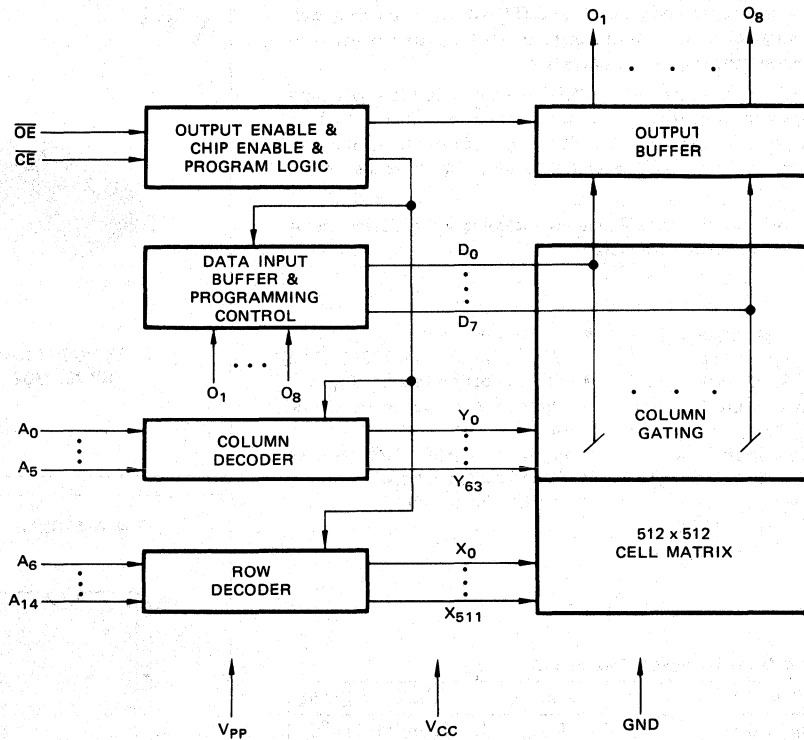 O1 O8
OE
CE
OUTPUT ENABLE &
CHIP ENABLE &
PROGRAM LOGIC
OUTPUT
BUFFER
DATA INPUT
BUFFER &
PROGRAMMING
CONTROL
D0
D7
O1 O8
A0
A5
COLUMN
DECODER
Y0
Y63
COLUMN
GATING
A6
A14
ROW
DECODER
X0
X511
512 x 512
CELL MATRIX
VPP VCC GND